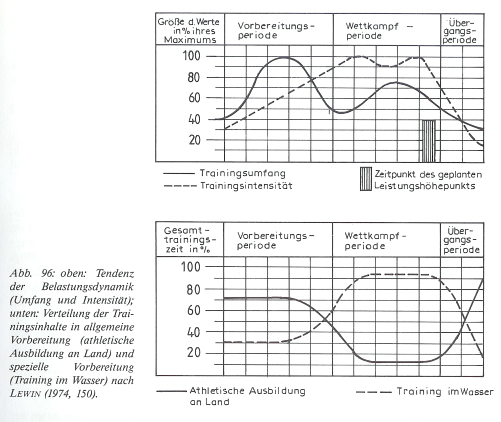 Größe d. Werte
in % ihres
Maximums
Vorbereitungs-
periode
Wettkampf -
periode
Über-
gangs-
periode
100
80
60
40
20
Trainingsumfang
Trainingsintensität
Zeitpunkt des geplanten
Leistungshöhepunkts
Gesamt-
trainings-
zeit in %
Vorbereitungs-
periode
Wettkampf-
periode
Über-
gangs-
periode
100
80
60
40
20
Athletische Ausbildung
an Land
Training im Wasser
Abb. 96: oben: Tendenz
der Belastungsdynamik
(Umfang und Intensität);
unten: Verteilung der Trai-
ningsinhalte in allgemeine
Vorbereitung (athletische
Ausbildung an Land) und
spezielle Vorbereitung
(Training im Wasser) nach
LEWIN (1974, 150).